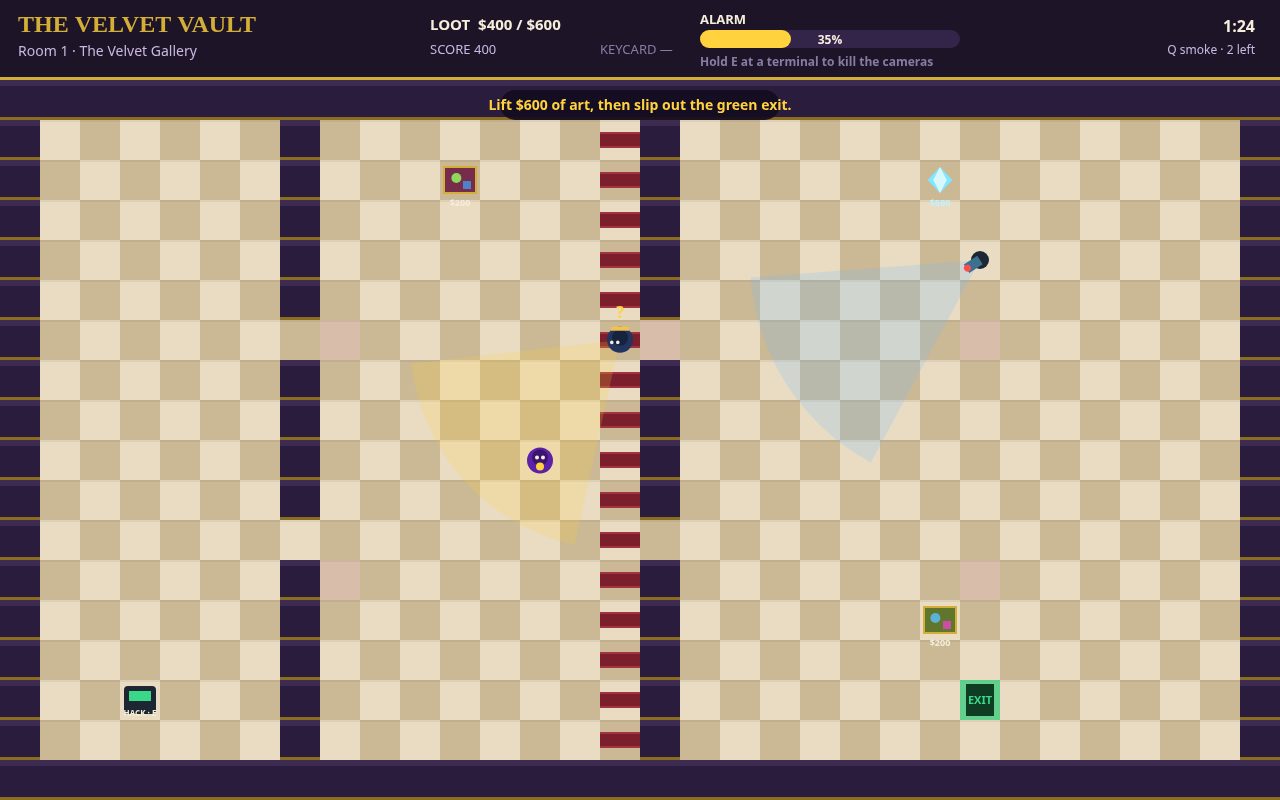 THE VELVET VAULT
Room 1 · The Velvet Gallery
LOOT $400 / $600
SCORE 400
KEYCARD —
ALARM
35%
Hold E at a terminal to kill the cameras
1:24
Q smoke · 2 left
Lift $600 of art, then slip out the green exit.
$200
?
$200
HACK · E
EXIT